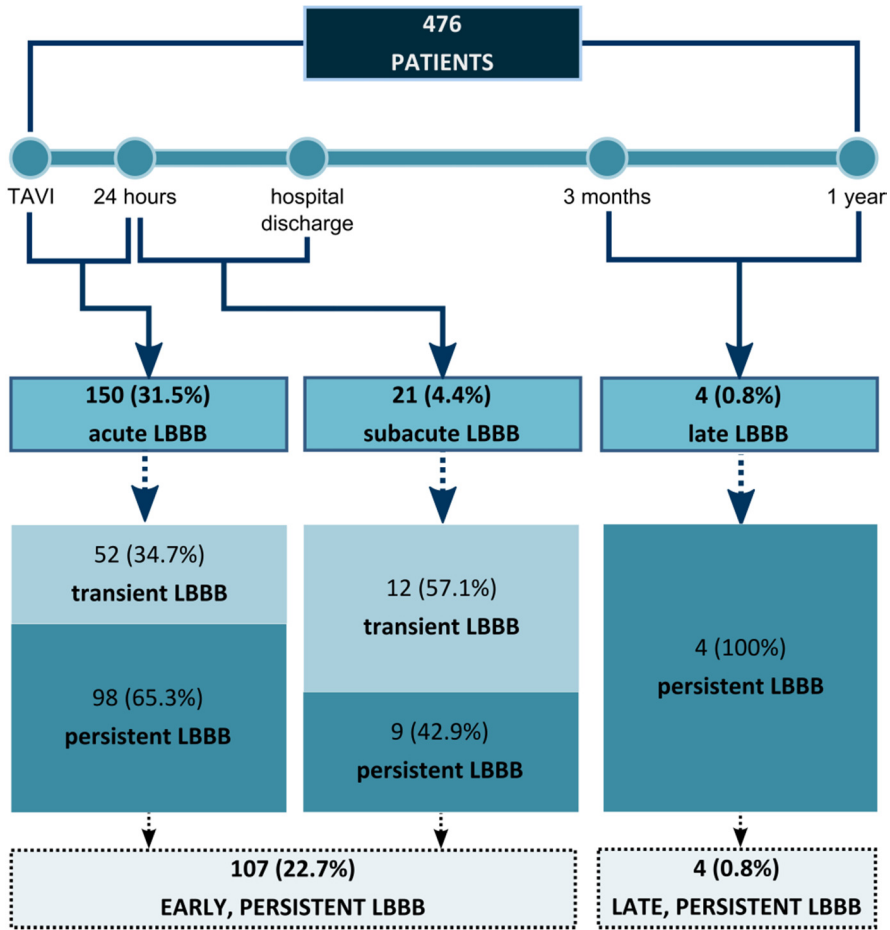 476
PATIENTS
TAVI
24 hours
hospital
discharge
3 months
1 year
150 (31.5%)
acute LBBB
21 (4.4%)
subacute LBBB
4 (0.8%)
late LBBB
52 (34.7%)
transient LBBB
98 (65.3%)
persistent LBBB
12 (57.1%)
transient LBBB
9 (42.9%)
persistent LBBB
4 (100%)
persistent LBBB
107 (22.7%)
EARLY, PERSISTENT LBBB
4 (0.8%)
LATE, PERSISTENT LBBB